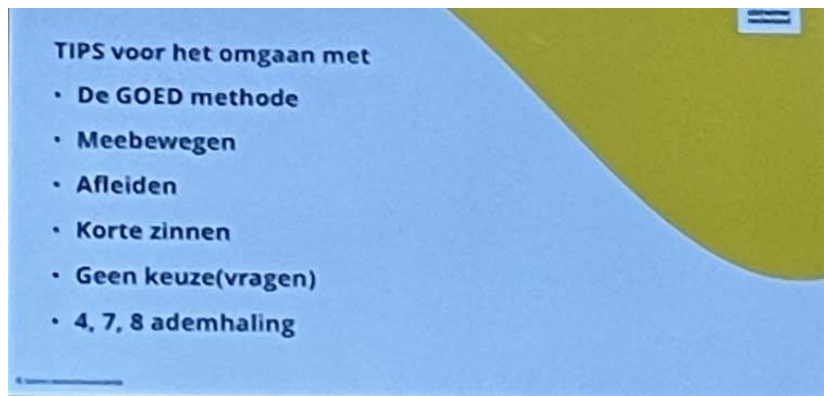 TIPS voor het omgaan met
• De GOED methode
• Meebewegen
• Afleiden
• Korte zinnen
• Geen keuze(vragen)
• 4, 7, 8 ademhaling